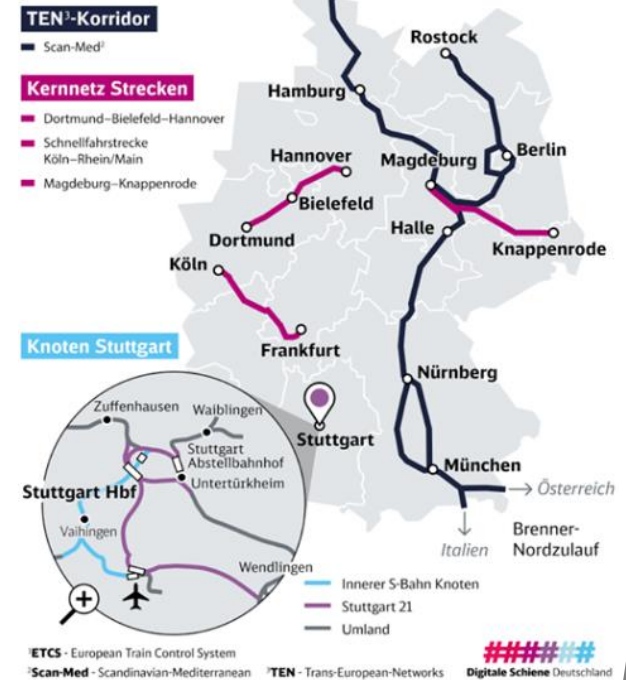 TEN³-Korridor
Scan-Med²
Kernnetz Strecken
Dortmund–Bielefeld–Hannover
Schnellfahrstrecke
Köln–Rhein/Main
Magdeburg–Knappenrode
Rostock
Hamburg
Berlin
Hannover
Magdeburg
Bielefeld
Dortmund
Halle
Knappenrode
Köln
Frankfurt
Nürnberg
Stuttgart
München
Österreich
Italien
Brenner-
Nordzulauf
Knoten Stuttgart
Zuffenhausen
Waiblingen
Stuttgart
Abstellbahnhof
Untertürkheim
Stuttgart Hbf
Vaihingen
Wendlingen
Innerer S-Bahn Knoten
Stuttgart 21
Umland
¹ETCS - European Train Control System
²Scan-Med - Scandinavian-Mediterranean ³TEN - Trans-European-Networks
######
Digitale Schiene Deutschland